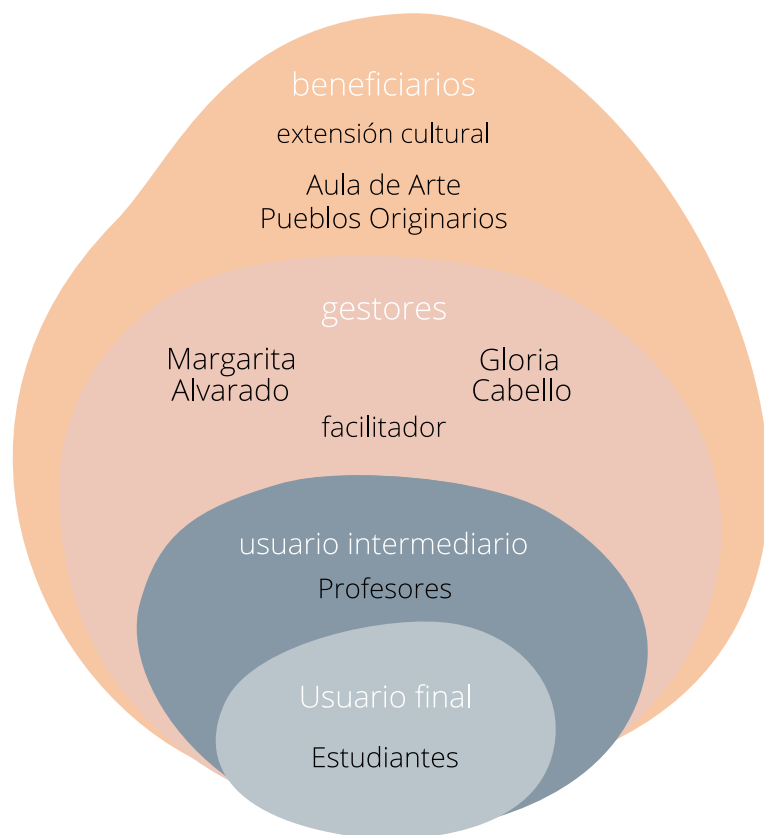 beneficiarios
extensión cultural
Aula de Arte
Pueblos Originarios
gestores
Margarita
Alvarado
Gloria
Cabello
facilitador
usuario intermediario
Profesores
Usuario final
Estudiantes